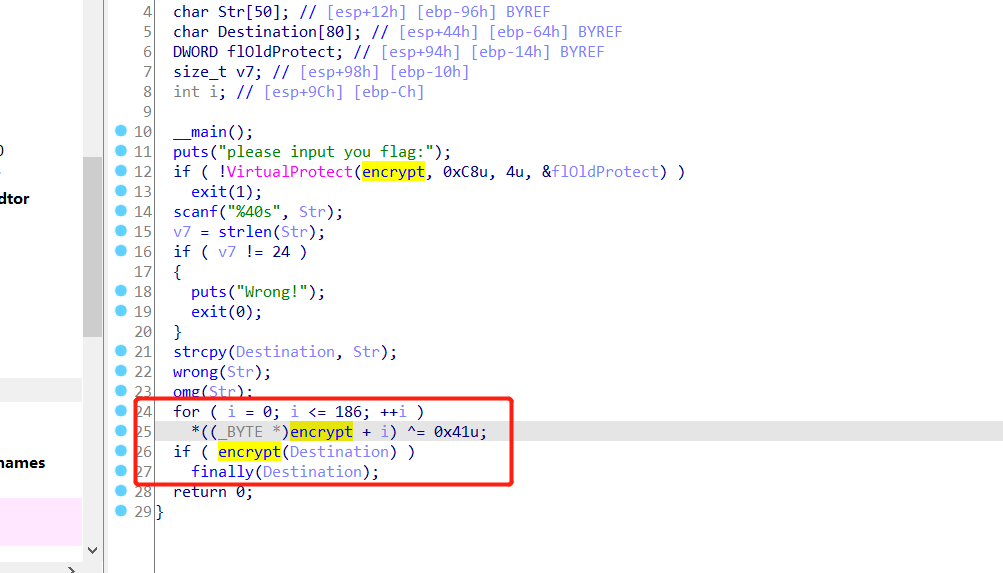 4 char Str[50]; // [esp+12h] [ebp-96h] BYREF
5 char Destination[80]; // [esp+44h] [ebp-64h] BYREF
6 DWORD flOldProtect; // [esp+94h] [ebp-14h] BYREF
7 size_t v7; // [esp+98h] [ebp-10h]
8 int i; // [esp+9Ch] [ebp-Ch]
9
10 __main();
11 puts("please input you flag:");
12 if ( !VirtualProtect(encrypt, 0xC8u, 4u, &flOldProtect) )
13 exit(1);
14 scanf("%40s", Str);
15 v7 = strlen(Str);
16 if ( v7 != 24 )
17 {
18 puts("Wrong!");
19 exit(0);
20 }
21 strcpy(Destination, Str);
22 wrong(Str);
23 omg(Str);
24 for ( i = 0; i <= 186; ++i )
25 *((_BYTE *)encrypt + i) ^= 0x41u;
26 if ( encrypt(Destination) )
27 finally(Destination);
28 return 0;
29 }
dtor
names